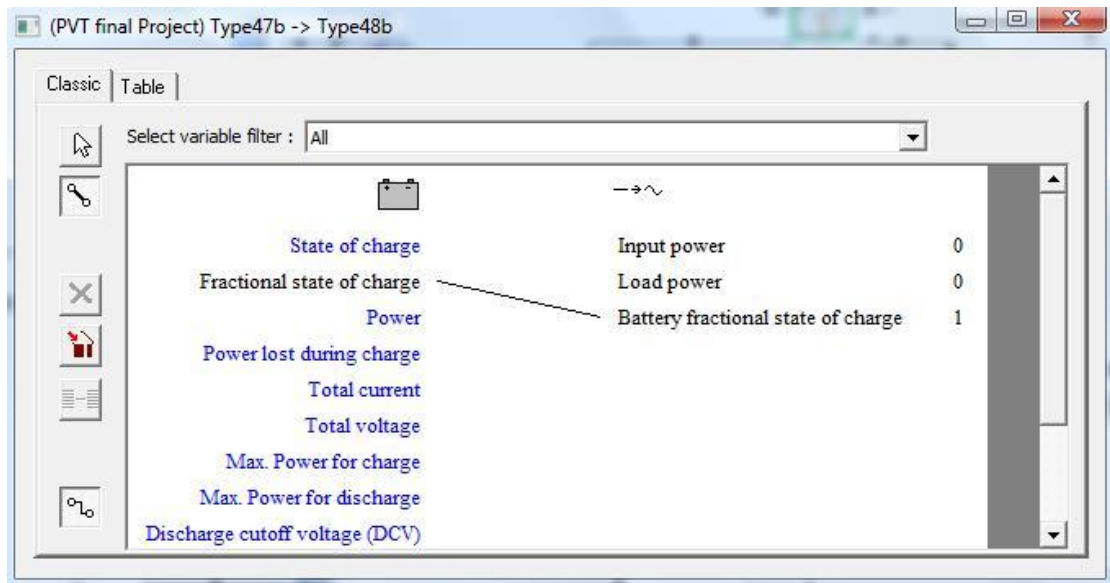 (PVT final Project) Type47b -> Type48b
Classic Table
Select variable filter : All
State of charge Input power 0
Fractional state of charge Load power 0
Power Battery fractional state of charge 1
Power lost during charge
Total current
Total voltage
Max. Power for charge
Max. Power for discharge
Discharge cutoff voltage (DCV)